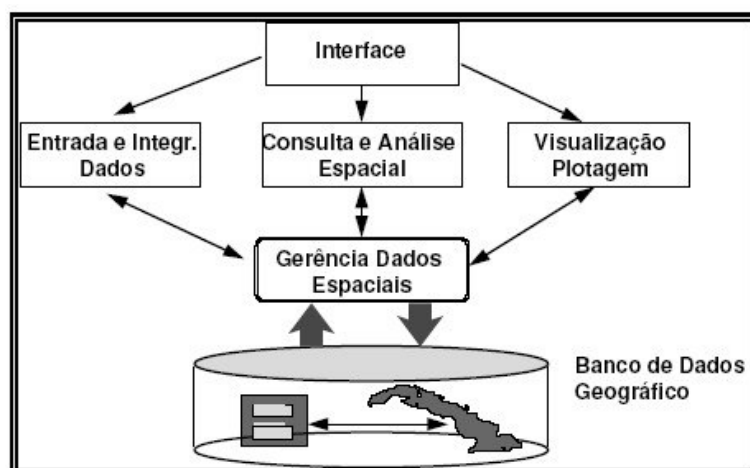 Interface
Entrada e Integr.
Dados
Consulta e Análise
Espacial
Visualização
Plotagem
Gerência Dados
Espaciais
Banco de Dados
Geográfico